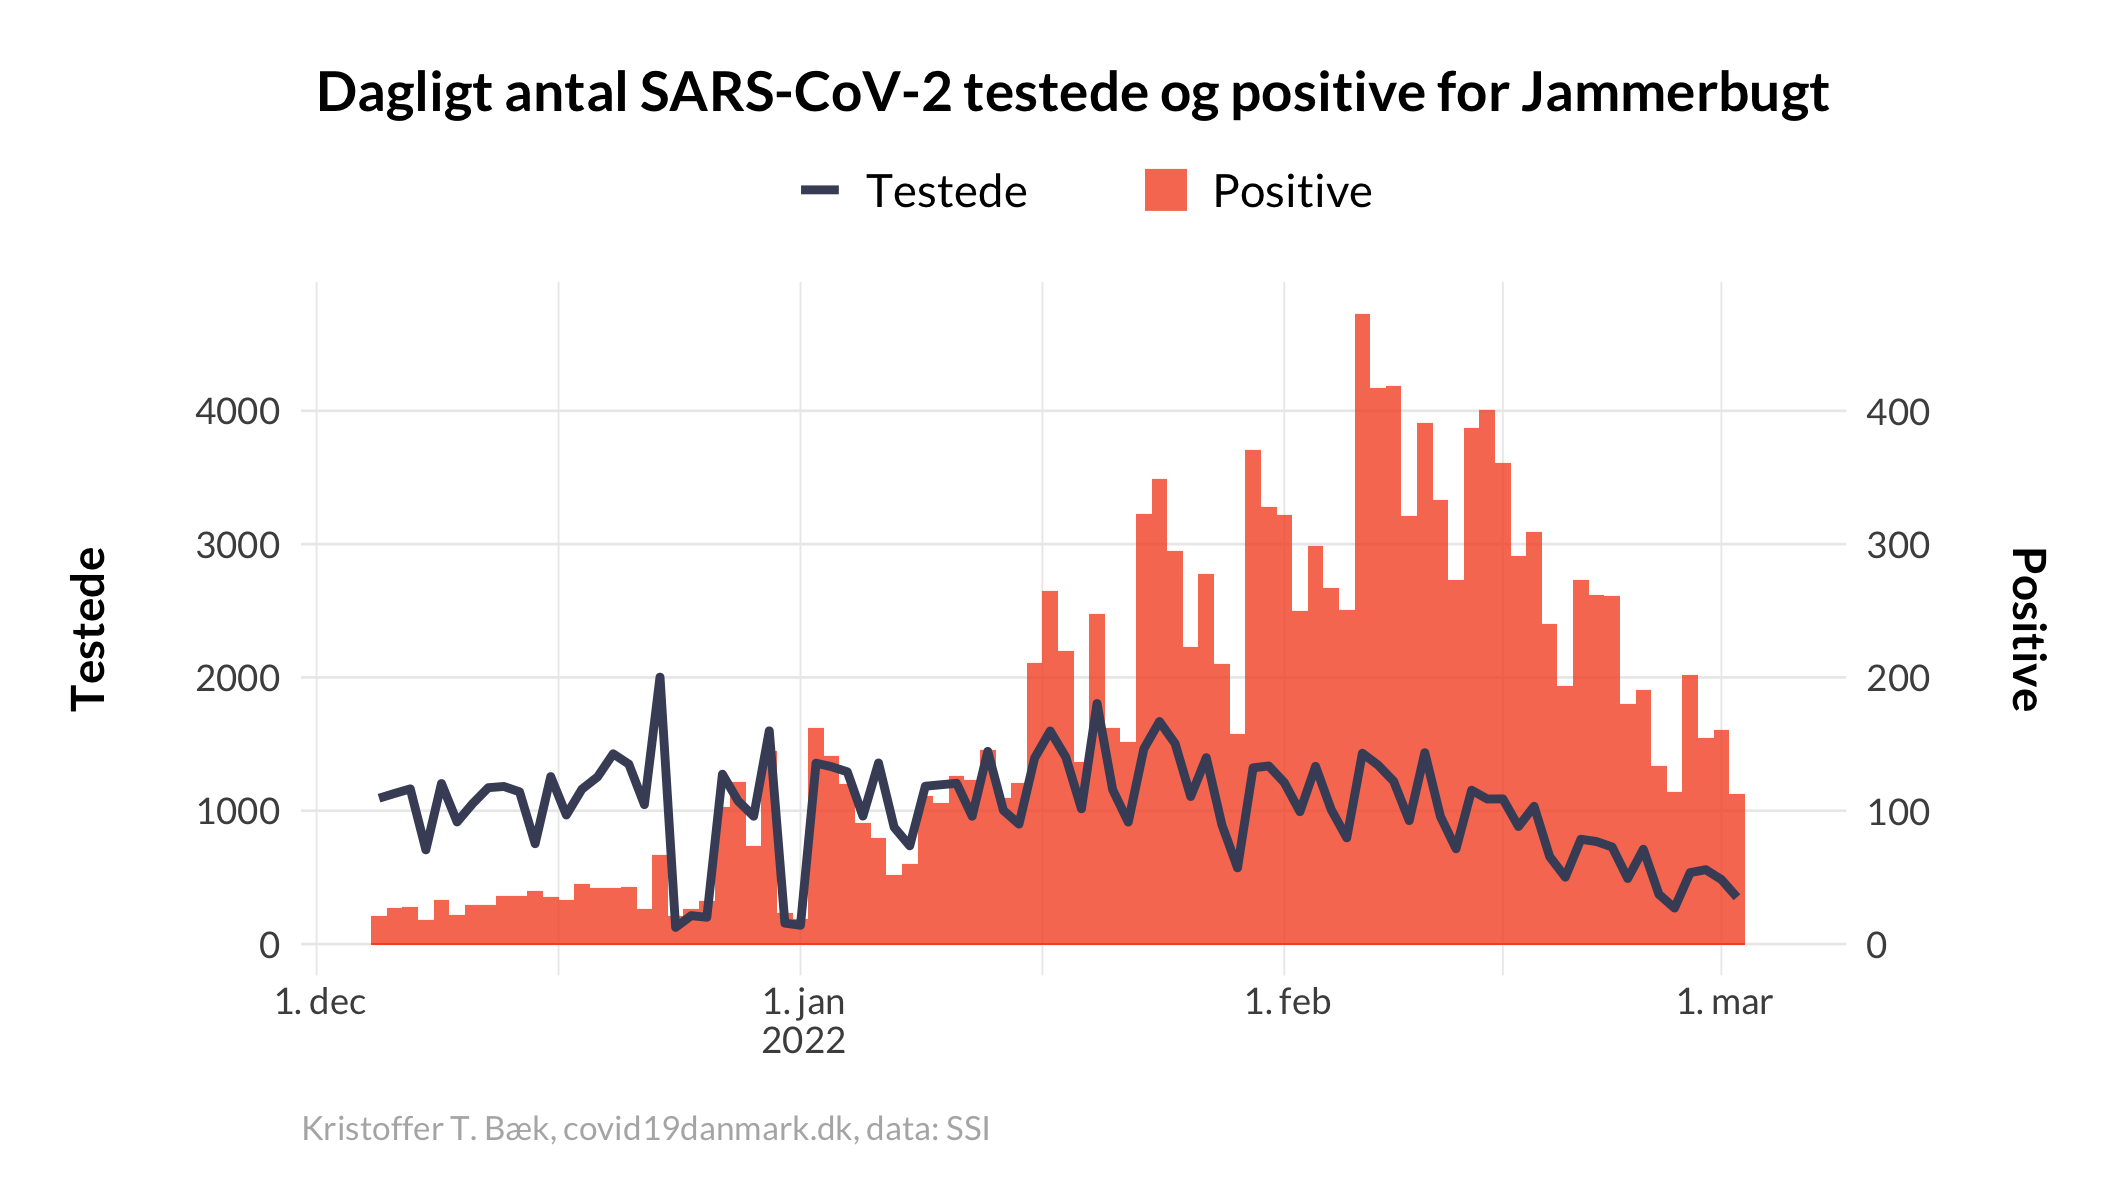 Dagligt antal SARS-CoV-2 testede og positive for Jammerbugt
Testede
Positive
Testede
4000
3000
2000
1000
0
400
300
200
100
0
Positive
1. dec
1. jan
2022
1. feb
1. mar
Kristoffer T. Bæk, covid19danmark.dk, data: SSI